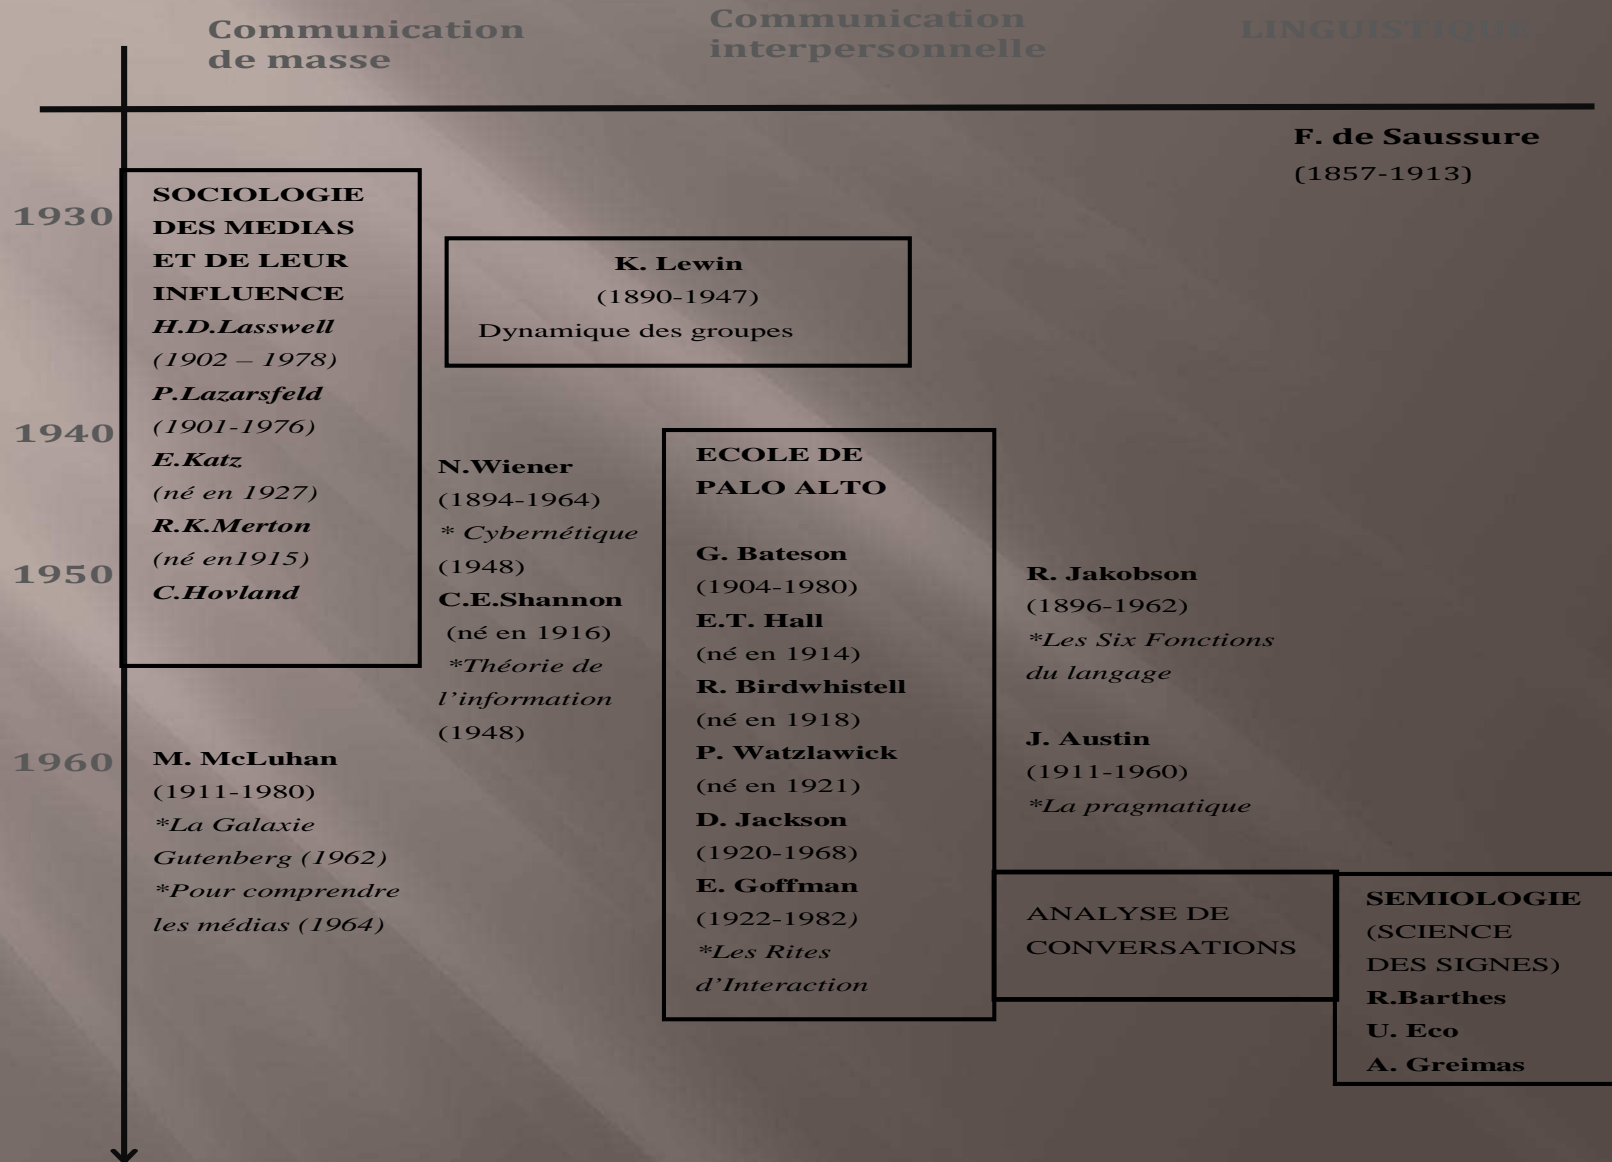 Communication
de masse
Communication
interpersonnelle
LINGUISTIQUE
F. de Saussure
(1857-1913)
1930
1940
1950
1960
SOCIOLOGIE
DES MEDIAS
ET DE LEUR
INFLUENCE
H.D.Lasswell
(1902 – 1978)
P.Lazarsfeld
(1901-1976)
E.Katz
(né en 1927)
R.K.Merton
(né en1915)
C.Hovland
M. McLuhan
(1911-1980)
*La Galaxie
Gutenberg (1962)
*Pour comprendre
les médias (1964)
K. Lewin
(1890-1947)
Dynamique des groupes
N.Wiener
(1894-1964)
* Cybernétique
(1948)
C.E.Shannon
(né en 1916)
*Théorie de
l’information
(1948)
ECOLE DE
PALO ALTO
G. Bateson
(1904-1980)
E.T. Hall
(né en 1914)
R. Birdwhistell
(né en 1918)
P. Watzlawick
(né en 1921)
D. Jackson
(1920-1968)
E. Goffman
(1922-1982)
*Les Rites
d’Interaction
R. Jakobson
(1896-1962)
*Les Six Fonctions
du langage
J. Austin
(1911-1960)
*La pragmatique
ANALYSE DE
CONVERSATIONS
SEMIOLOGIE
(SCIENCE
DES SIGNES)
R.Barthes
U. Eco
A. Greimas